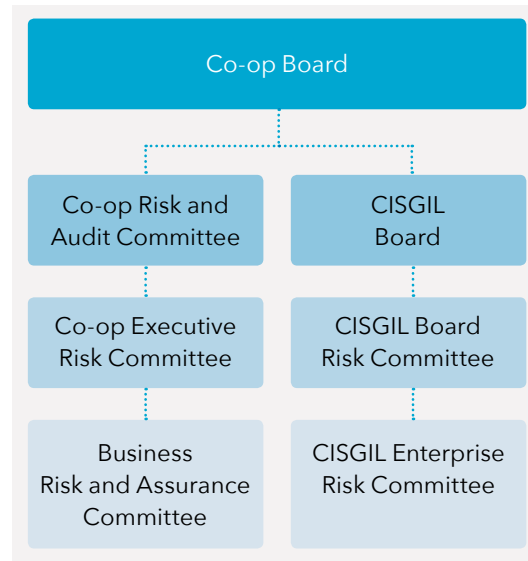 Co-op Board
Co-op Risk and
Audit Committee
CISGIL
Board
Co-op Executive
Risk Committee
CISGIL Board
Risk Committee
Business
Risk and Assurance
Committee
CISGIL Enterprise
Risk Committee